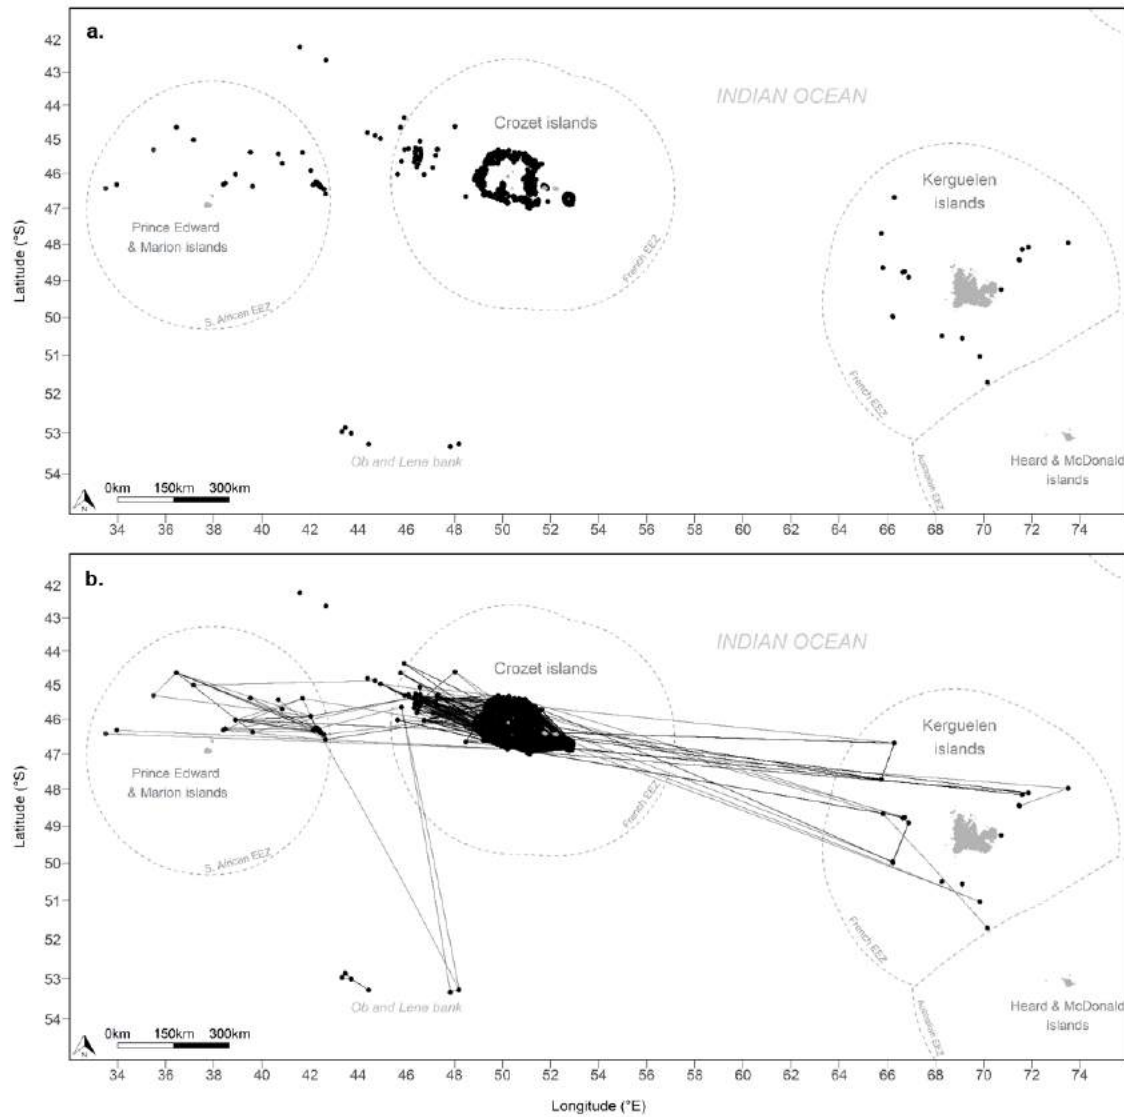 a.
INDIAN OCEAN
Crozet islands
Kerguelen
islands
Prince Edward
& Marion islands
S. African EEZ
French EEZ
French EEZ
Australian EEZ
Ob and Lena bank
Heard & McDonald
islands
0km 150km 300km
N
Latitude (°S)
42
43
44
45
46
47
48
49
50
51
52
53
54
34 36 38 40 42 44 46 48 50 52 54 56 58 60 62 64 66 68 70 72 74
b.
INDIAN OCEAN
Crozet islands
Kerguelen
islands
Prince Edward
& Marion islands
S. African EEZ
French EEZ
French EEZ
Australian EEZ
Ob and Lena bank
Heard & McDonald
islands
0km 150km 300km
N
Latitude (°S)
42
43
44
45
46
47
48
49
50
51
52
53
54
34 36 38 40 42 44 46 48 50 52 54 56 58 60 62 64 66 68 70 72 74
Longitude (°E)